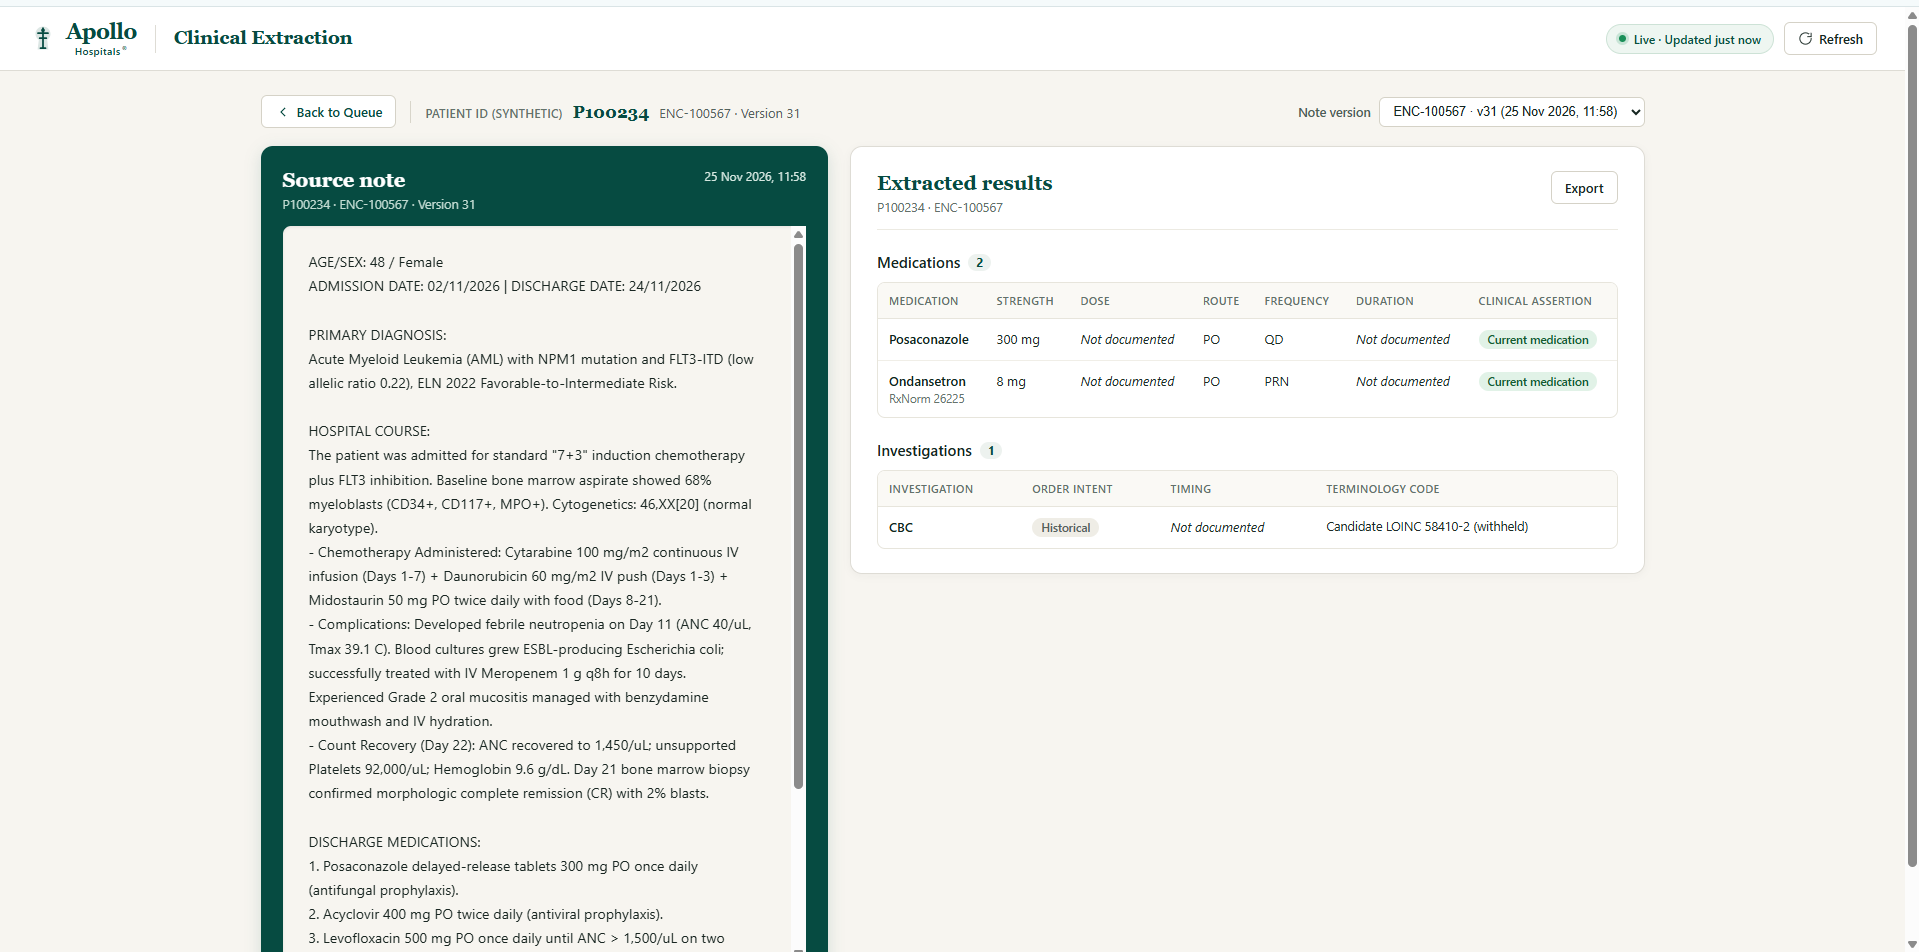 Apollo
Hospitals®
Clinical Extraction
Live · Updated just now
Refresh
Back to Queue
PATIENT ID (SYNTHETIC) P100234 ENC-100567 · Version 31
Note version ENC-100567 · v31 (25 Nov 2026, 11:58)
Source note
25 Nov 2026, 11:58
P100234 · ENC-100567 · Version 31
AGE/SEX: 48 / Female
ADMISSION DATE: 02/11/2026 | DISCHARGE DATE: 24/11/2026
PRIMARY DIAGNOSIS:
Acute Myeloid Leukemia (AML) with NPM1 mutation and FLT3-ITD (low
allelic ratio 0.22), ELN 2022 Favorable-to-Intermediate Risk.
HOSPITAL COURSE:
The patient was admitted for standard "7+3" induction chemotherapy
plus FLT3 inhibition. Baseline bone marrow aspirate showed 68%
myeloblasts (CD34+, CD117+, MPO+). Cytogenetics: 46,XX[20] (normal
karyotype).
- Chemotherapy Administered: Cytarabine 100 mg/m2 continuous IV
infusion (Days 1-7) + Daunorubicin 60 mg/m2 IV push (Days 1-3) +
Midostaurin 50 mg PO twice daily with food (Days 8-21).
- Complications: Developed febrile neutropenia on Day 11 (ANC 40/uL,
Tmax 39.1 C). Blood cultures grew ESBL-producing Escherichia coli;
successfully treated with IV Meropenem 1 g q8h for 10 days.
Experienced Grade 2 oral mucositis managed with benzydamine
mouthwash and IV hydration.
- Count Recovery (Day 22): ANC recovered to 1,450/uL; unsupported
Platelets 92,000/uL; Hemoglobin 9.6 g/dL. Day 21 bone marrow biopsy
confirmed morphologic complete remission (CR) with 2% blasts.
DISCHARGE MEDICATIONS:
1. Posaconazole delayed-release tablets 300 mg PO once daily
(antifungal prophylaxis).
2. Acyclovir 400 mg PO twice daily (antiviral prophylaxis).
3. Levofloxacin 500 mg PO once daily until ANC > 1,500/uL on two
Extracted results
Export
P100234 · ENC-100567
Medications 2
MEDICATION STRENGTH DOSE ROUTE FREQUENCY DURATION CLINICAL ASSERTION
Posaconazole 300 mg Not documented PO QD Not documented Current medication
Ondansetron 8 mg Not documented PO PRN Not documented Current medication
RxNorm 26225
Investigations 1
INVESTIGATION ORDER INTENT TIMING TERMINOLOGY CODE
CBC Historical Not documented Candidate LOINC 58410-2 (withheld)